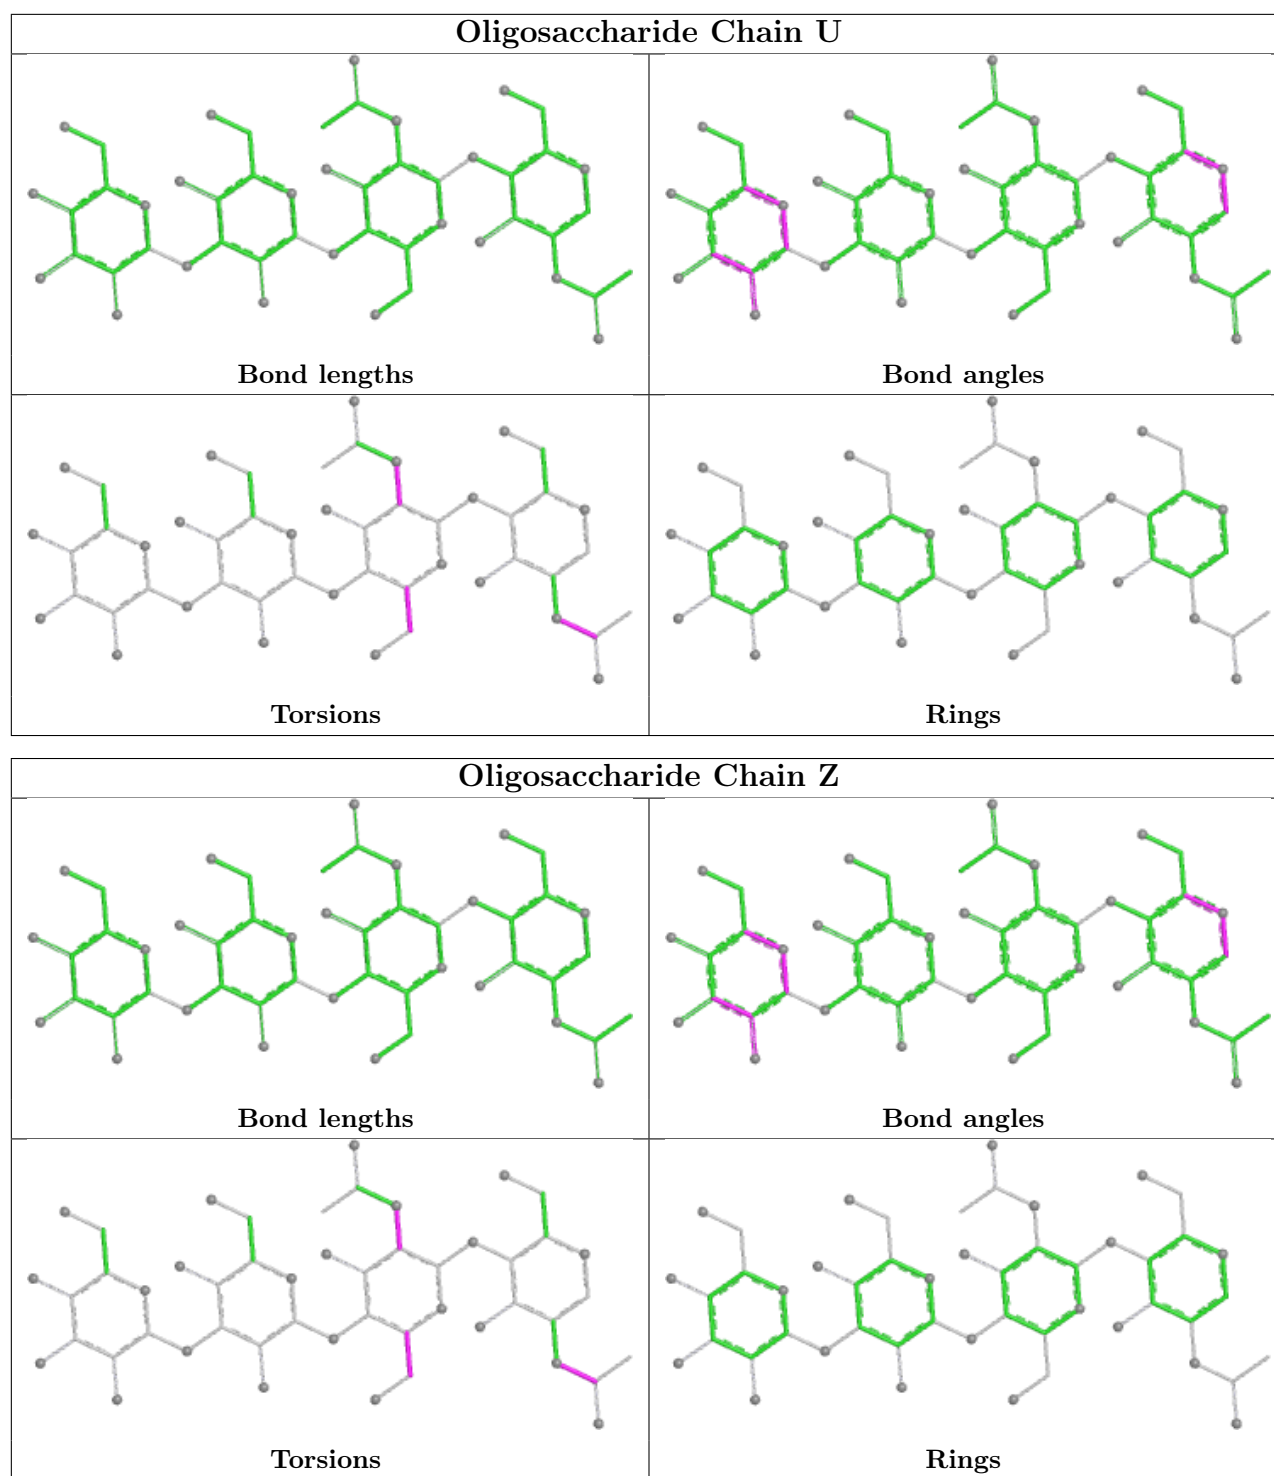 Oligosaccharide Chain U
Bond lengths
Bond angles
Torsions
Rings
Oligosaccharide Chain Z
Bond lengths
Bond angles
Torsions
Rings